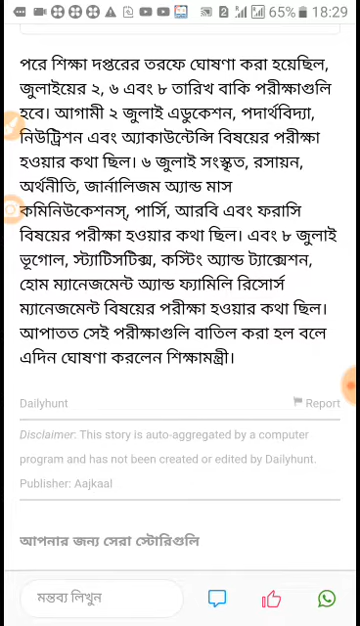 65% 18:29
পরে শিক্ষা দপ্তরের তরফে ঘোষণা করা হয়েছিল,
জুলাইয়ের ২, ৬ এবং ৮ তারিখ বাকি পরীক্ষাগুলি
হবে। আগামী ২ জুলাই এডুকেশন, পদার্থবিদ্যা,
নিউট্রিশন এবং অ্যাকাউন্টেন্সি বিষয়ের পরীক্ষা
হওয়ার কথা ছিল। ৬ জুলাই সংস্কৃত, রসায়ন,
অর্থনীতি, জার্নালিজম অ্যান্ড মাস
কমিনিউকেশনস্, পার্সি, আরবি এবং ফরাসি
বিষয়ের পরীক্ষা হওয়ার কথা ছিল। এবং ৮ জুলাই
ভূগোল, স্ট্যাটিসটিক্স, কস্টিং অ্যান্ড ট্যাক্সেশন,
হোম ম্যানেজমেন্ট অ্যান্ড ফ্যামিলি রিসোর্স
ম্যানেজমেন্ট বিষয়ের পরীক্ষা হওয়ার কথা ছিল।
আপাতত সেই পরীক্ষাগুলি বাতিল করা হল বলে
এদিন ঘোষণা করলেন শিক্ষামন্ত্রী।
Dailyhunt Report
Disclaimer: This story is auto-aggregated by a computer
program and has not been created or edited by Dailyhunt.
Publisher: Aajkaal
আপনার জন্য সেরা স্টোরিগুলি
মন্তব্য লিখুন